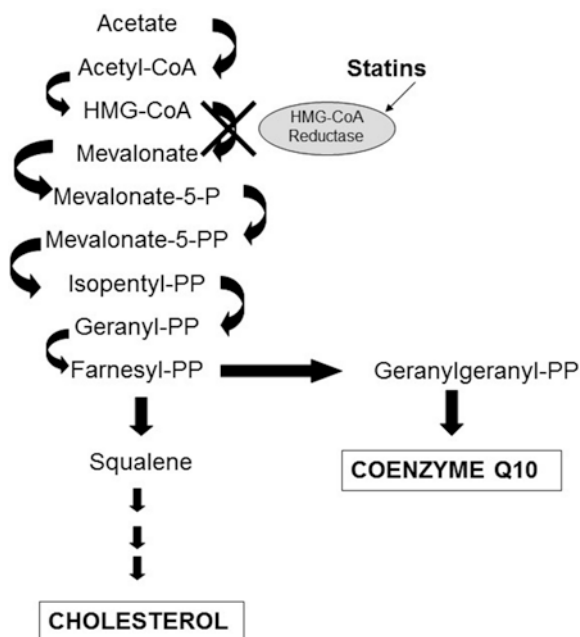 Acetate
Acetyl-CoA
Statins
HMG-CoA
HMG-CoA
Reductase
Mevalonate
Mevalonate-5-P
Mevalonate-5-PP
Isopentyl-PP
Geranyl-PP
Farnesyl-PP
Geranylgeranyl-PP
Squalene
COENZYME Q10
CHOLESTEROL